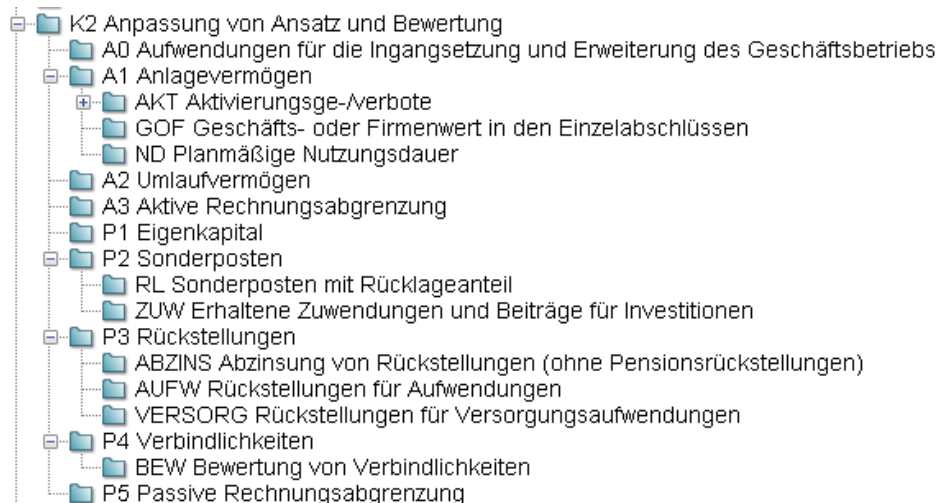 K2 Anpassung von Ansatz und Bewertung
A0 Aufwendungen für die Ingangsetzung und Erweiterung des Geschäftsbetriebs
A1 Anlagevermögen
AKT Aktivierungsge-/verbote
GOF Geschäfts- oder Firmenwert in den Einzelabschlüssen
ND Planmäßige Nutzungsdauer
A2 Umlaufvermögen
A3 Aktive Rechnungsabgrenzung
P1 Eigenkapital
P2 Sonderposten
RL Sonderposten mit Rücklageanteil
ZUW Erhaltene Zuwendungen und Beiträge für Investitionen
P3 Rückstellungen
ABZINS Abzinsung von Rückstellungen (ohne Pensionsrückstellungen)
AUFW Rückstellungen für Aufwendungen
VERSORG Rückstellungen für Versorgungsaufwendungen
P4 Verbindlichkeiten
BEW Bewertung von Verbindlichkeiten
P5 Passive Rechnungsabgrenzung